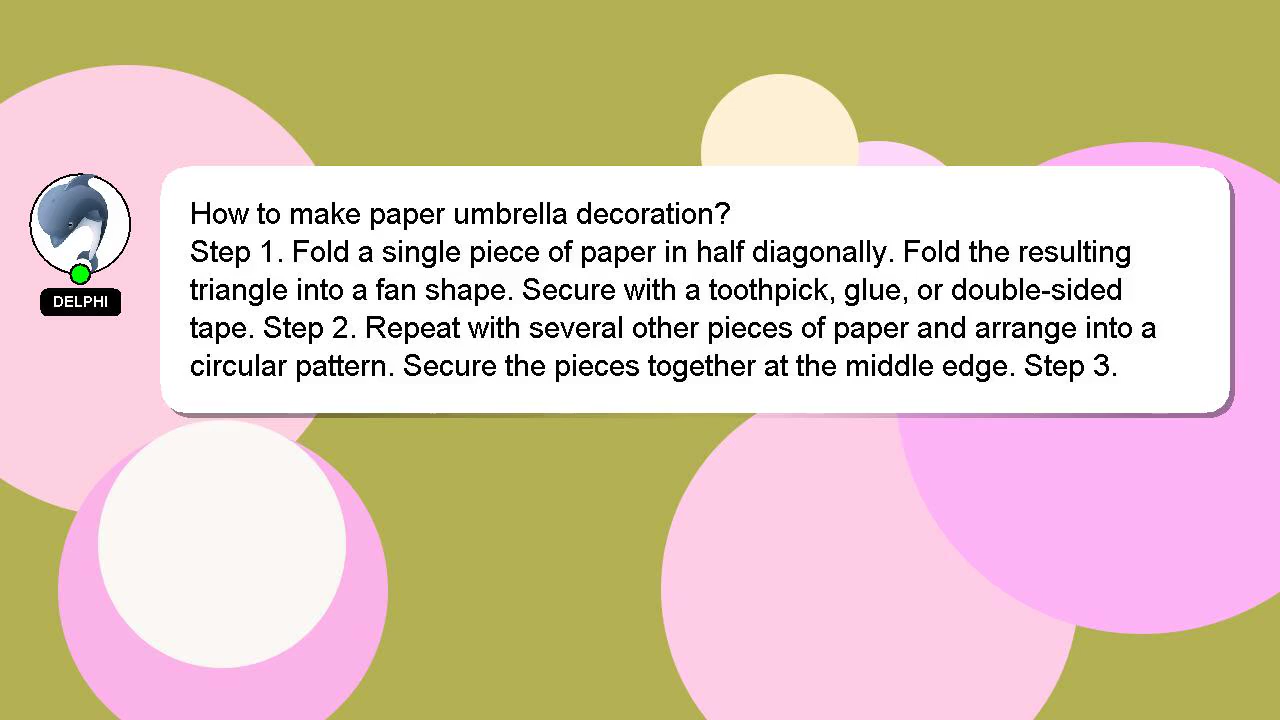 DELPHI
How to make paper umbrella decoration?
Step 1. Fold a single piece of paper in half diagonally. Fold the resulting
triangle into a fan shape. Secure with a toothpick, glue, or double-sided
tape. Step 2. Repeat with several other pieces of paper and arrange into a
circular pattern. Secure the pieces together at the middle edge. Step 3.